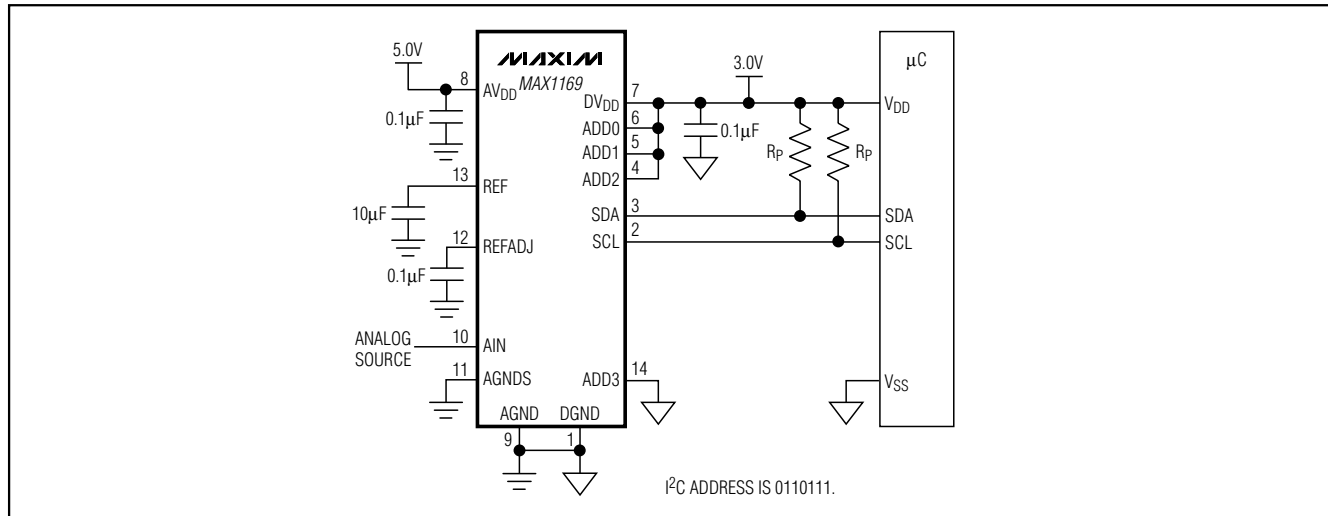 5.0V
8
AVDD
0.1µF
13
REF
10µF
12
REFADJ
0.1µF
ANALOG
SOURCE
10
AIN
11
AGNDS
AGND
9
DGND
1
MAXIM
MAX1169
DVDD
7
ADD0
6
ADD1
5
ADD2
4
SDA
3
SCL
2
ADD3
14
0.1µF
3.0V
RP
RP
µC
VDD
SDA
SCL
VSS
I2C ADDRESS IS 0110111.